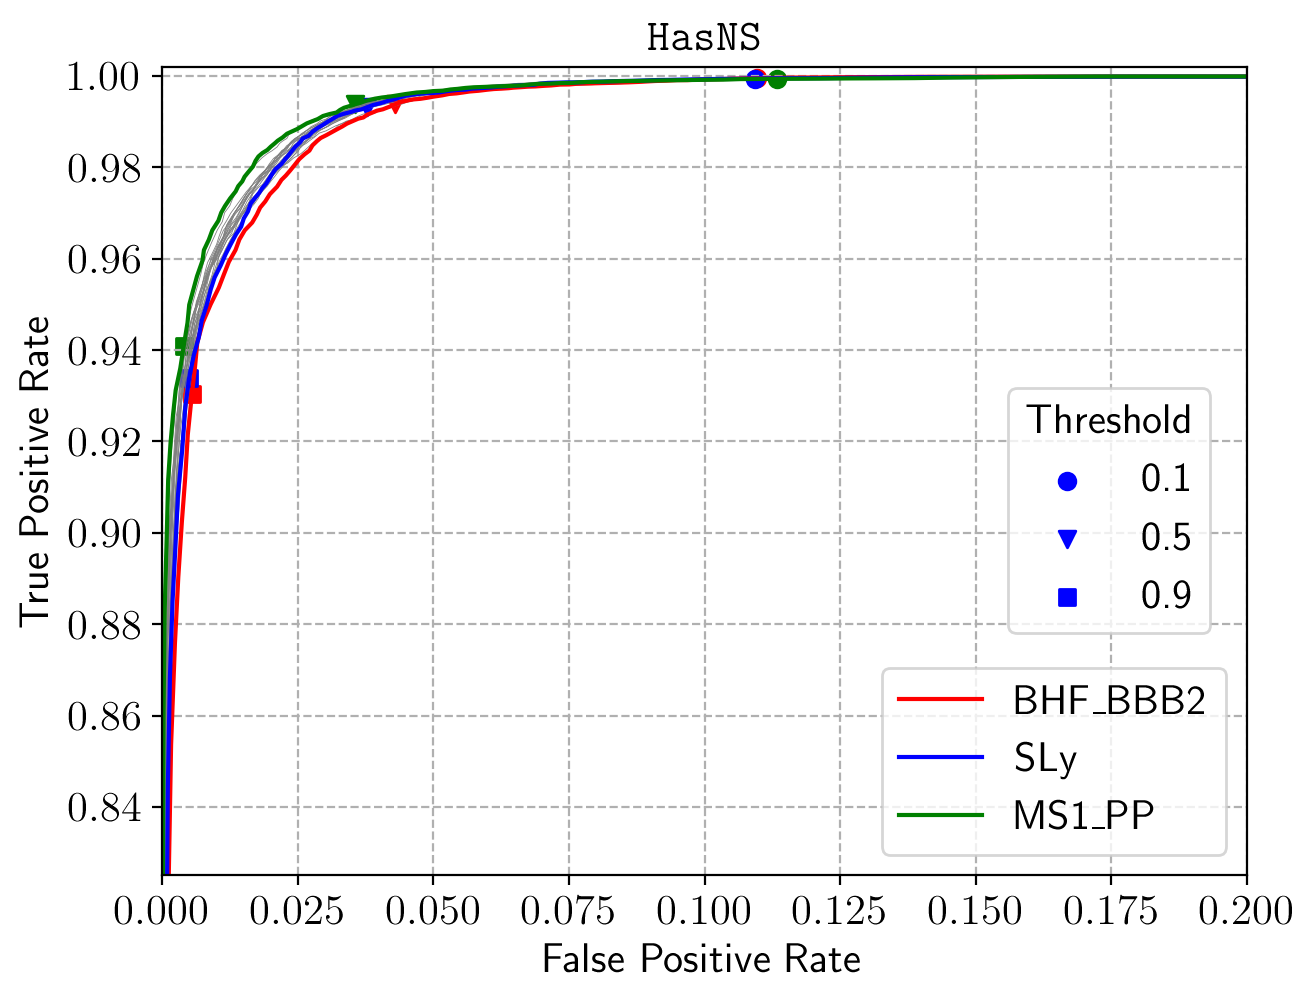 HasNS
1.00
0.98
0.96
0.94
0.92
0.90
0.88
0.86
0.84
True Positive Rate
Threshold
0.1
0.5
0.9
BHF_BBB2
SLy
MS1_PP
0.000 0.025 0.050 0.075 0.100 0.125 0.150 0.175 0.200
False Positive Rate